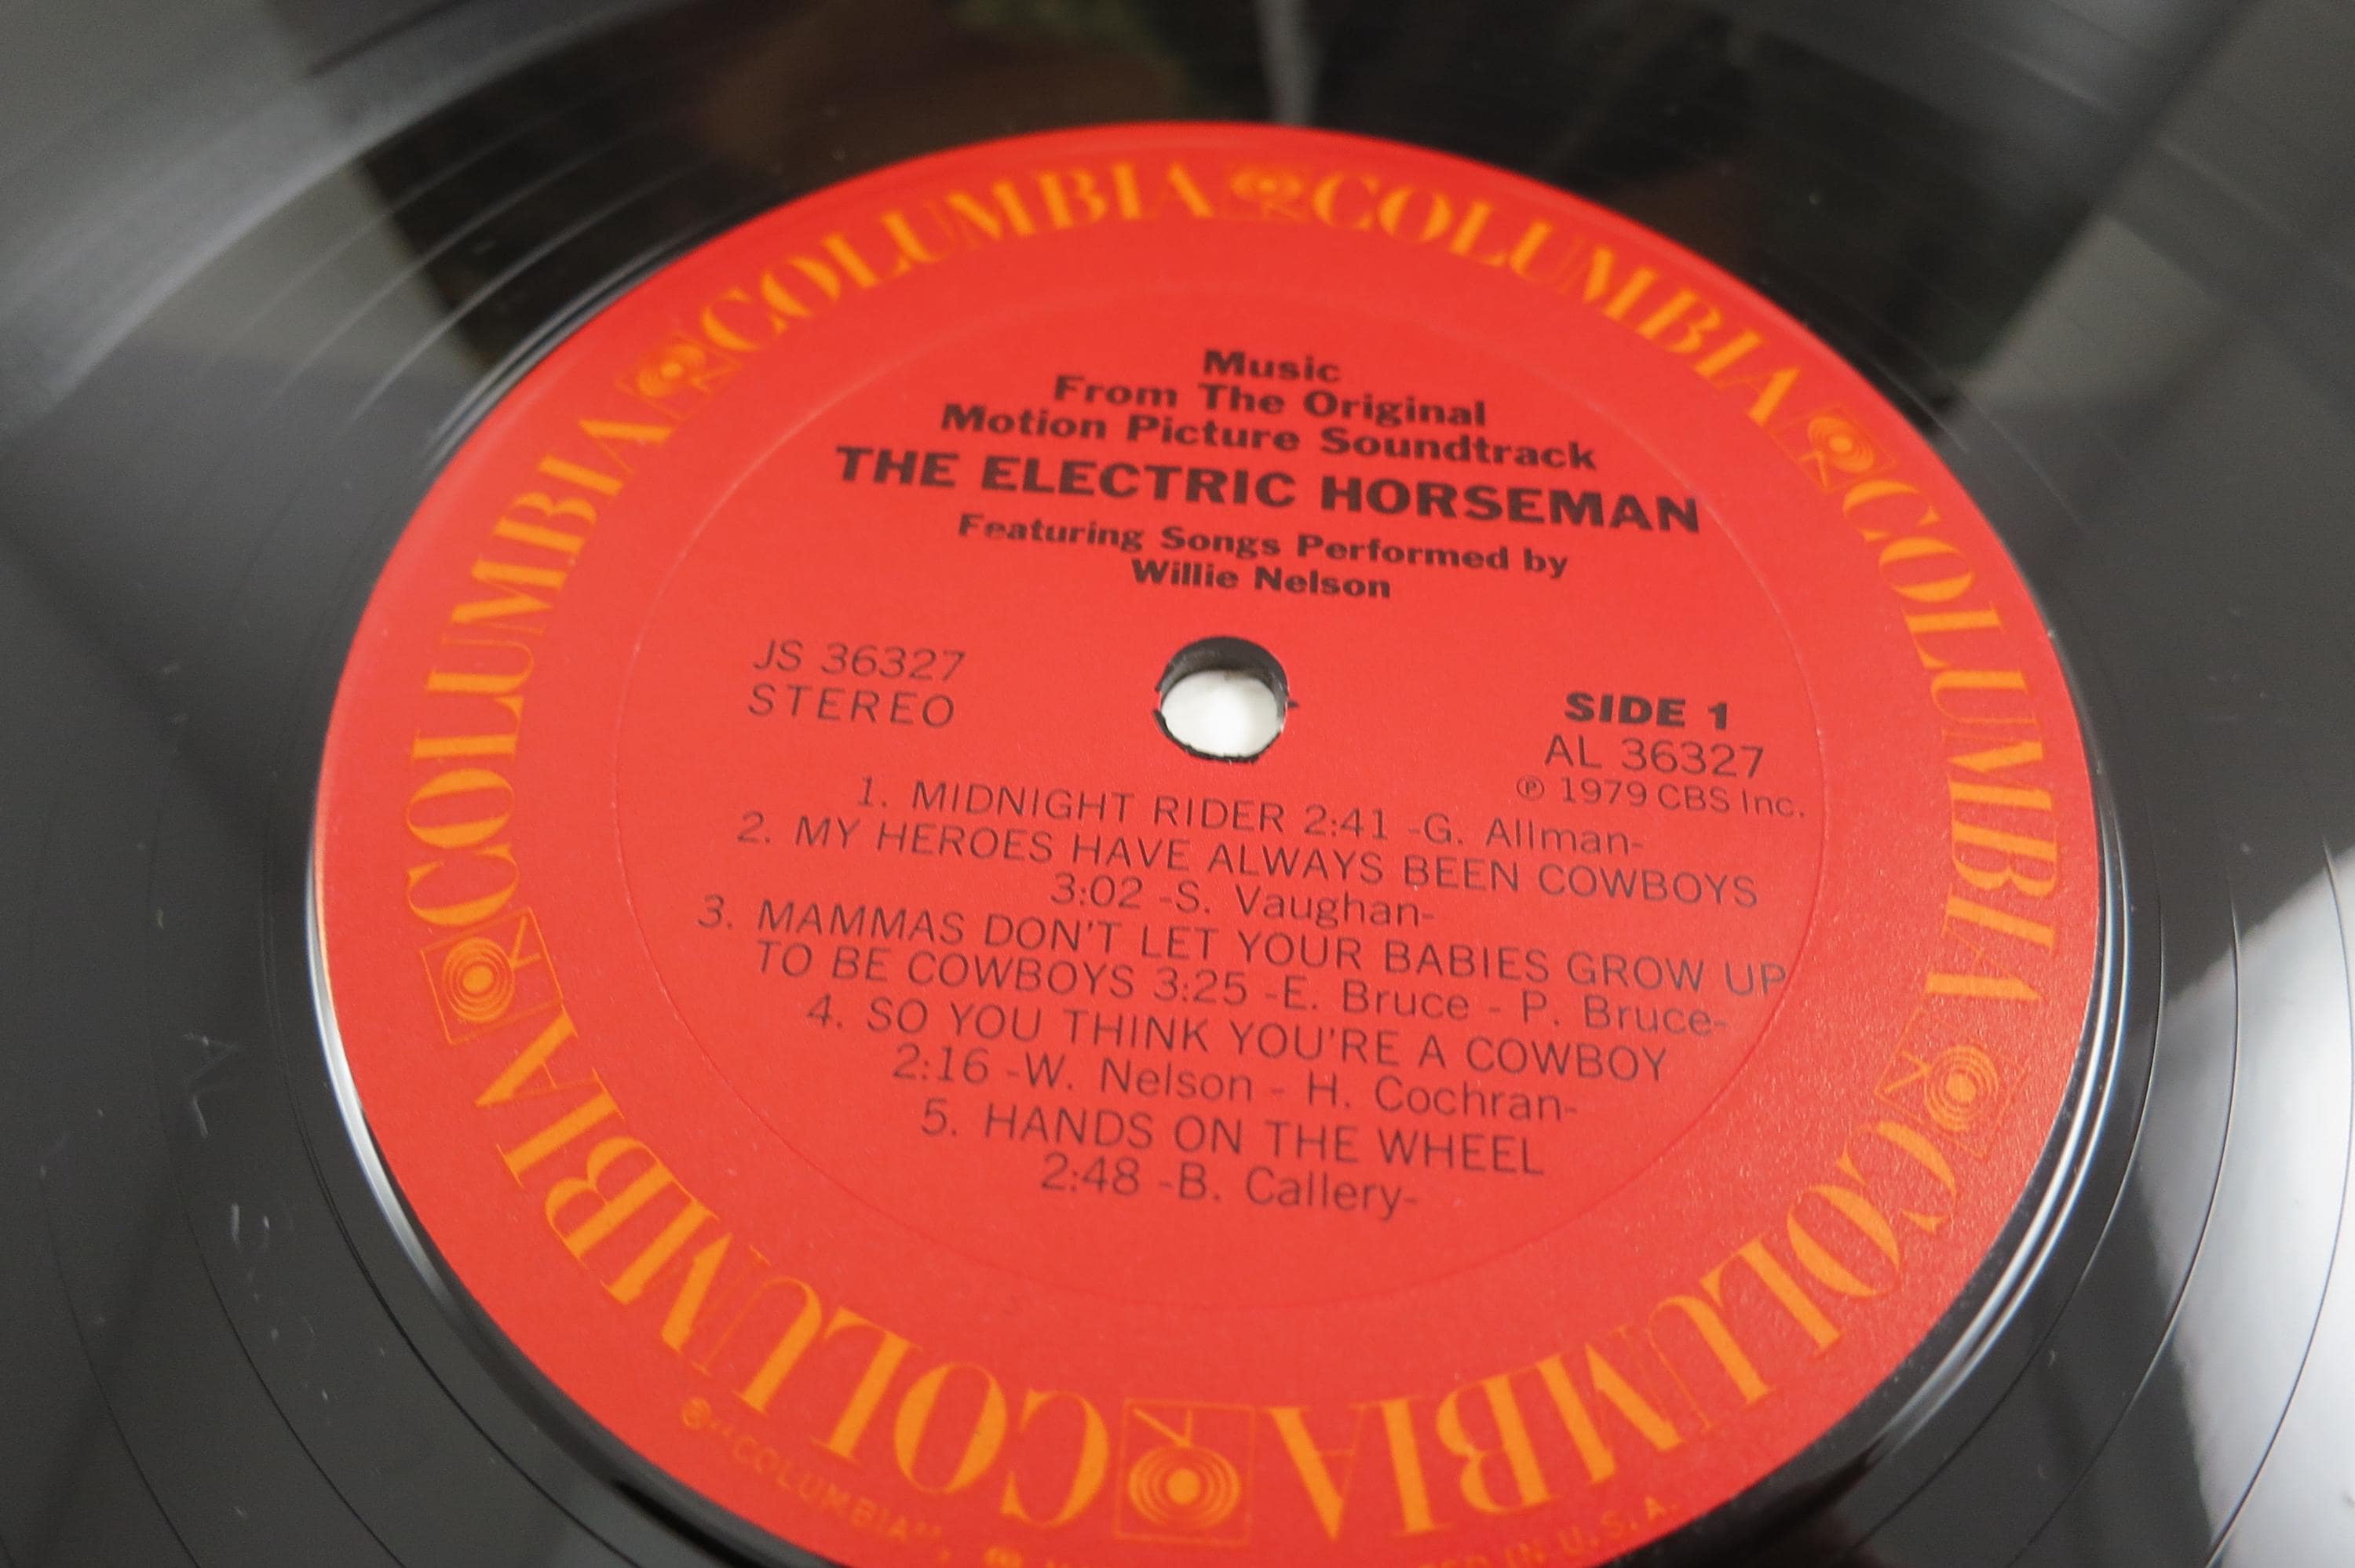 COLUMBIA COLUMBIA COLUMBIA COLUMBIA COLUMBIA COLUMBIA
Music
From The Original
Motion Picture Soundtrack
THE ELECTRIC HORSEMAN
Featuring Songs Performed by
Willie Nelson
JS 36327
STEREO
SIDE 1
AL 36327
℗ 1979 CBS Inc.
1. MIDNIGHT RIDER 2:41 -G. Allman-
2. MY HEROES HAVE ALWAYS BEEN COWBOYS
3:02 -S. Vaughan-
3. MAMMAS DON'T LET YOUR BABIES GROW UP
TO BE COWBOYS 3:25 -E. Bruce - P. Bruce-
4. SO YOU THINK YOU'RE A COWBOY
2:16 -W. Nelson - H. Cochran-
5. HANDS ON THE WHEEL
2:48 -B. Callery-
®"COLUMBIA", IN U.S.A.